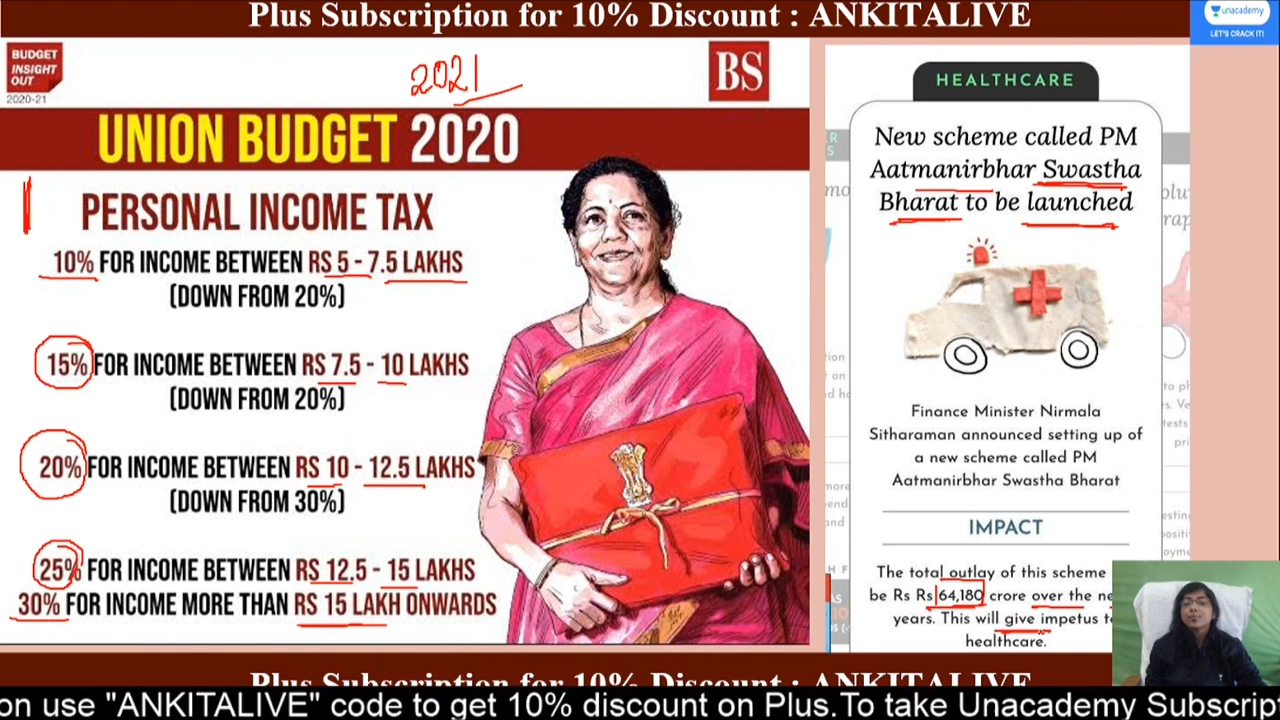 Plus Subscription for 10% Discount : ANKITALIVE
unacademy
LET'S CRACK IT!
BUDGET
INSIGHT
OUT
2020-21
2021
BS
UNION BUDGET 2020
PERSONAL INCOME TAX
10% FOR INCOME BETWEEN RS 5 - 7.5 LAKHS
(DOWN FROM 20%)
15% FOR INCOME BETWEEN RS 7.5 - 10 LAKHS
(DOWN FROM 20%)
20% FOR INCOME BETWEEN RS 10 - 12.5 LAKHS
(DOWN FROM 30%)
25% FOR INCOME BETWEEN RS 12.5 - 15 LAKHS
30% FOR INCOME MORE THAN RS 15 LAKH ONWARDS
HEALTHCARE
New scheme called PM
Aatmanirbhar Swastha
Bharat to be launched
Finance Minister Nirmala
Sitharaman announced setting up of
a new scheme called PM
Aatmanirbhar Swastha Bharat
IMPACT
The total outlay of this scheme
be Rs Rs 64,180 crore over the ne
years. This will give impetus t
healthcare.
Plus Subscription for 10% Discount : ANKITALIVE
on use "ANKITALIVE" code to get 10% discount on Plus.To take Unacademy Subscrip